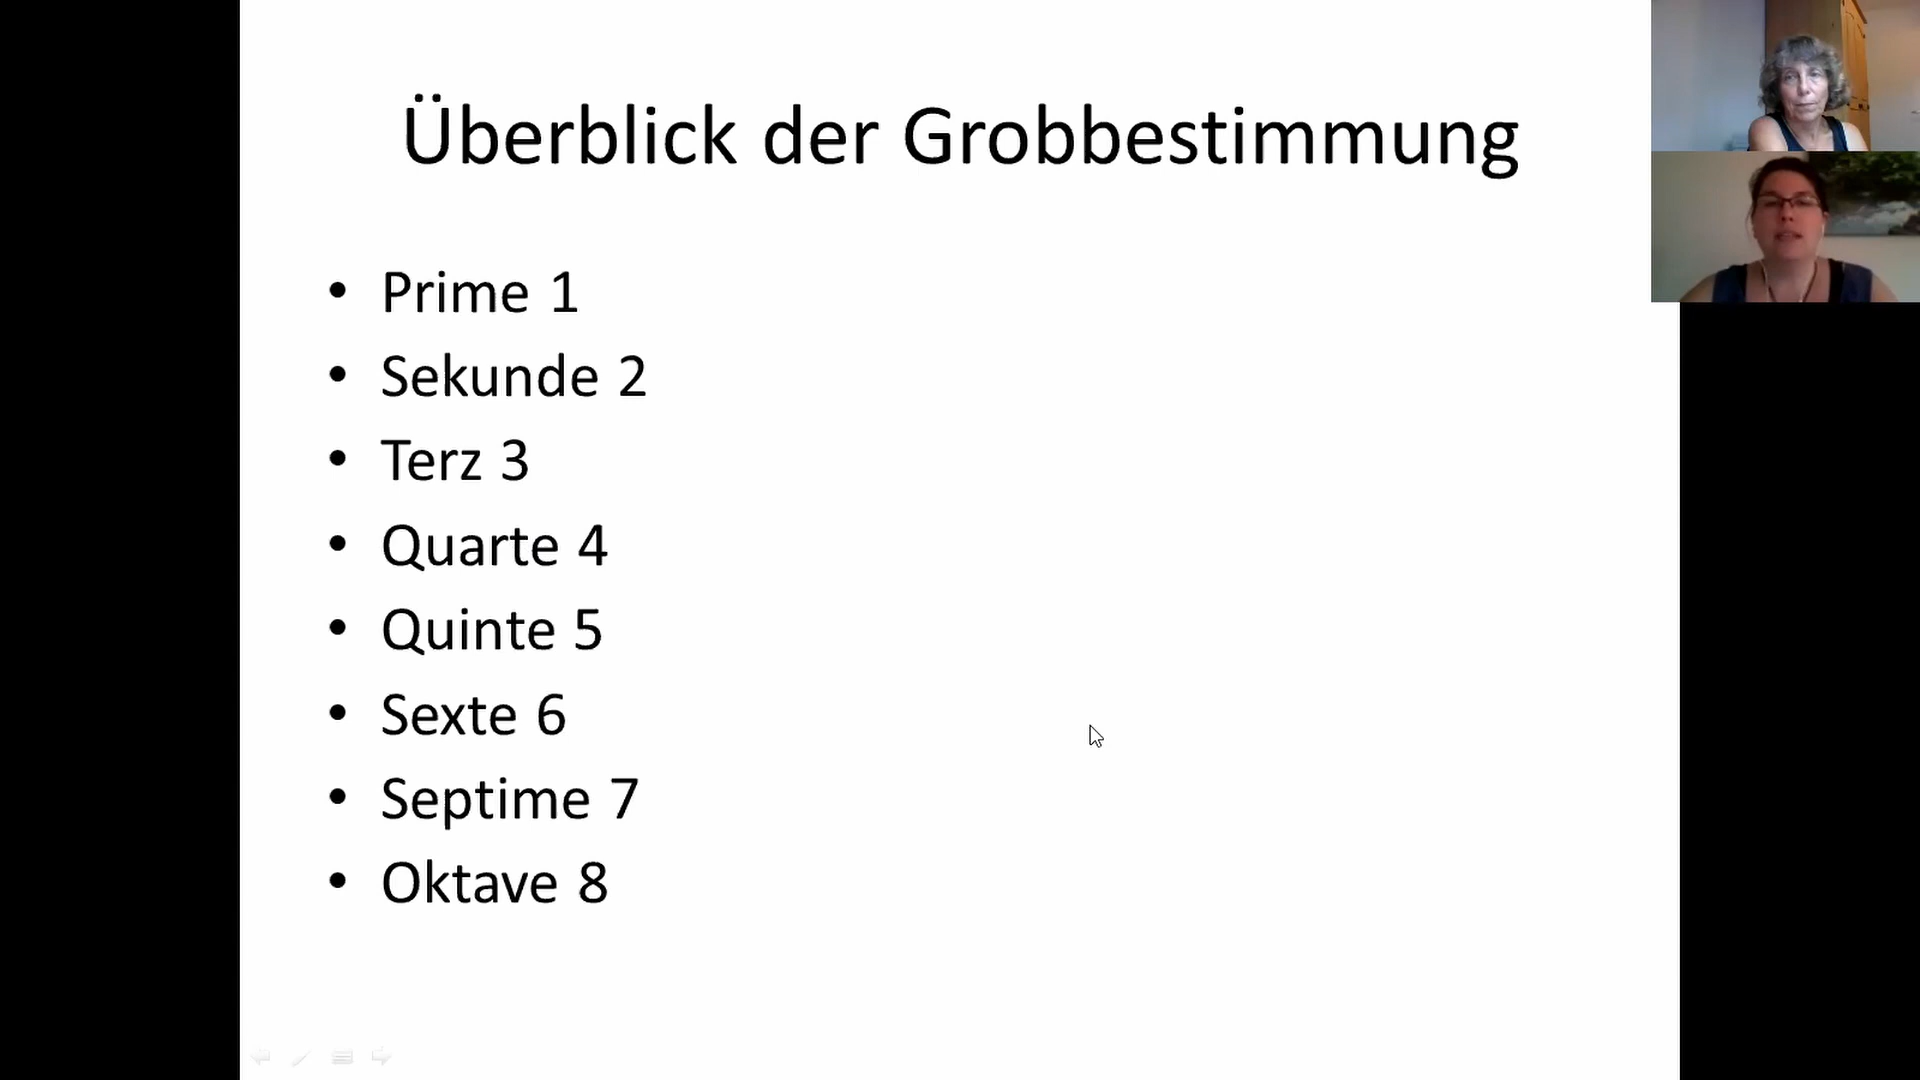 Überblick der Grobbestimmung
• Prime 1
• Sekunde 2
• Terz 3
• Quarte 4
• Quinte 5
• Sexte 6
• Septime 7
• Oktave 8